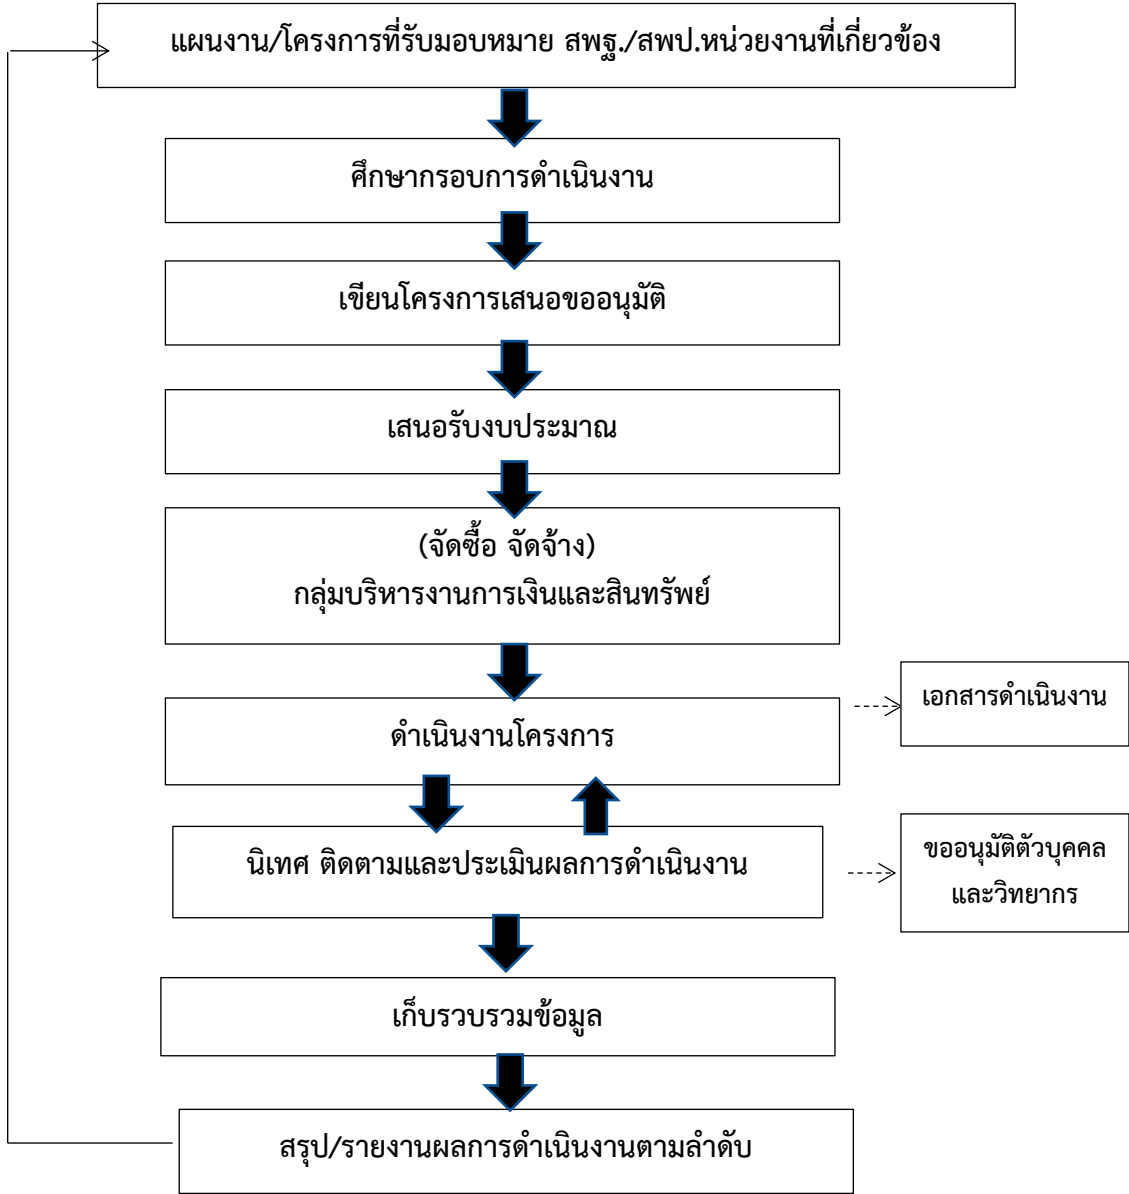 แผนงาน/โครงการที่รับมอบหมาย สพฐ./สพป.หน่วยงานที่เกี่ยวข้อง
ศึกษากรอบการดำเนินงาน
เขียนโครงการเสนอขออนุมัติ
เสนอรับงบประมาณ
(จัดซื้อ จัดจ้าง)
กลุ่มบริหารงานการเงินและสินทรัพย์
ดำเนินงานโครงการ
เอกสารดำเนินงาน
นิเทศ ติดตามและประเมินผลการดำเนินงาน
ขออนุมัติตัวบุคคล
และวิทยากร
เก็บรวบรวมข้อมูล
สรุป/รายงานผลการดำเนินงานตามลำดับ